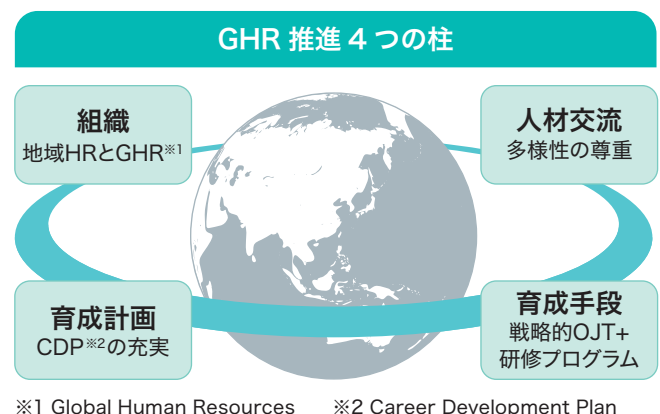 GHR 推進 4 つの柱
組織
地域HRとGHR※1
人材交流
多様性の尊重
育成計画
CDP※2の充実
育成手段
戦略的OJT+
研修プログラム
※1 Global Human Resources ※2 Career Development Plan